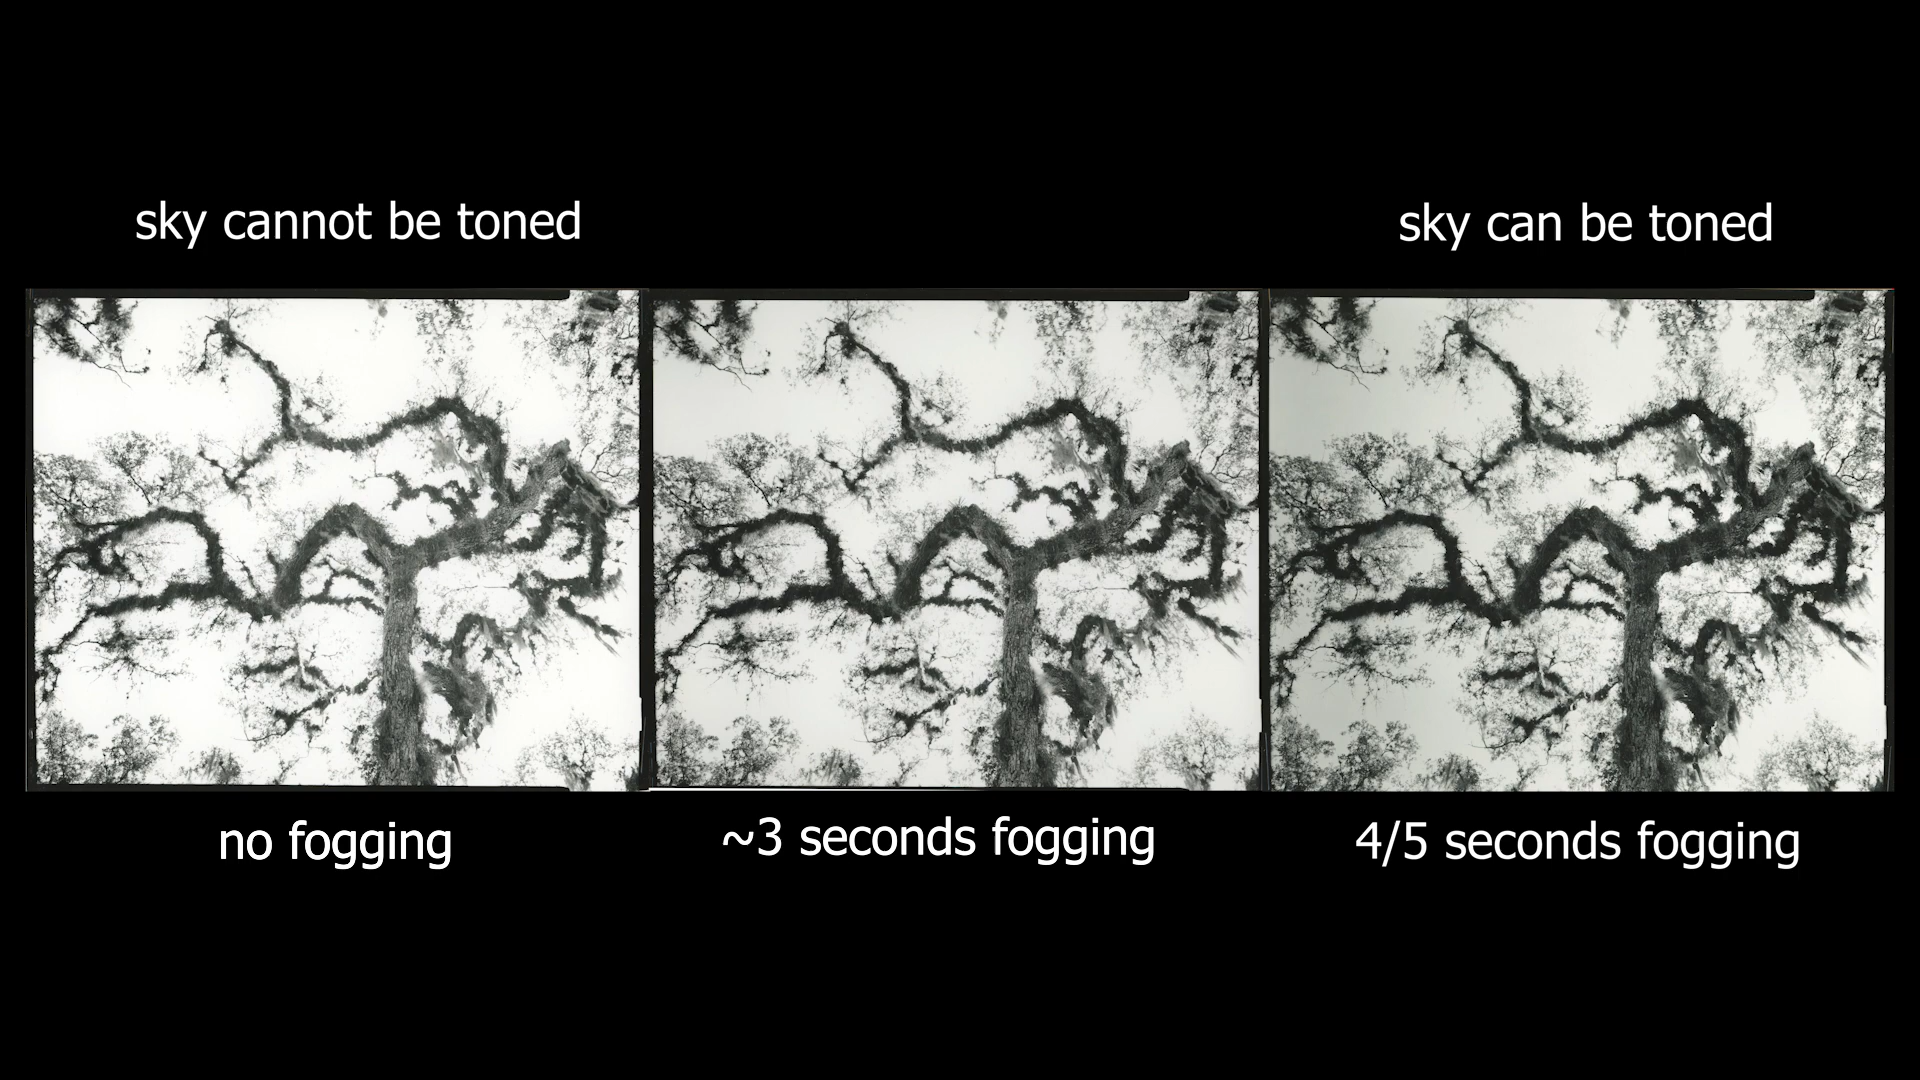 sky cannot be toned
sky can be toned
no fogging
~3 seconds fogging
4/5 seconds fogging